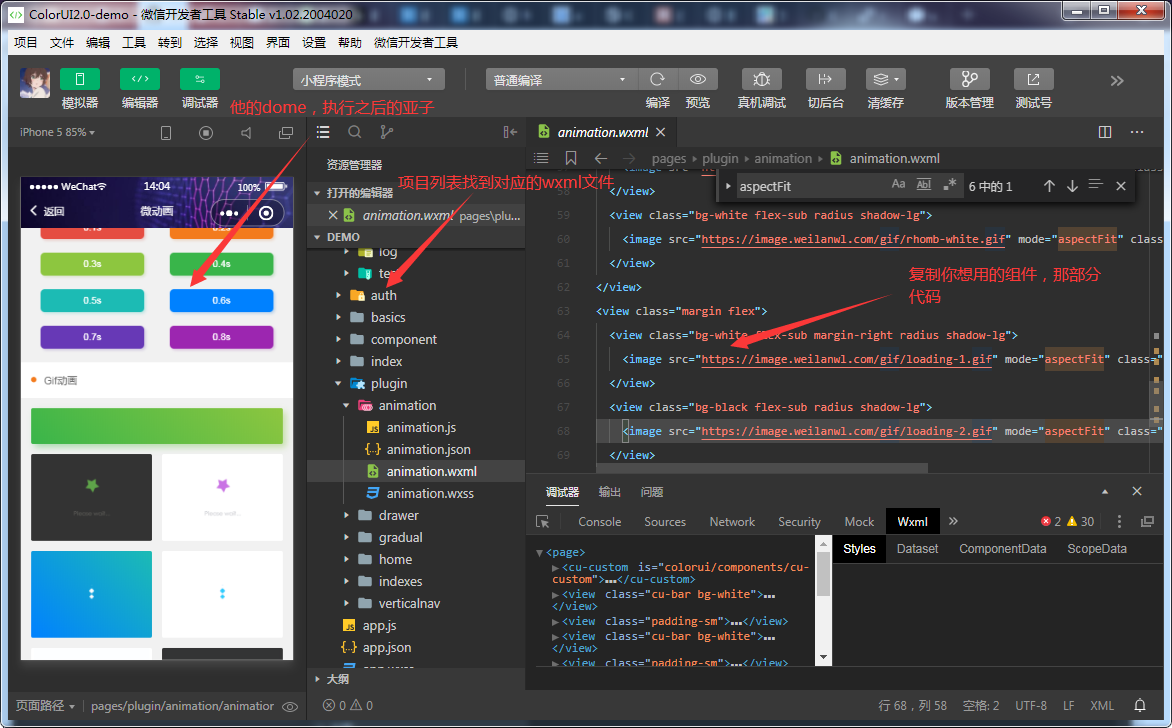 ColorUI2.0-demo - 微信开发者工具 Stable v1.02.2004020
项目 文件 编辑 工具 转到 选择 视图 界面 设置 帮助 微信开发者工具
模拟器 编辑器 调试器
小程序模式 普通编译
编译 预览 真机调试 切后台 清缓存 版本管理 测试号
他的dome，执行之后的亚子
iPhone 5 85%
WeChat 14:04 100%
返回 微动画
0.1s 0.2s
0.3s 0.4s
0.5s 0.6s
0.7s 0.8s
Gif动画
Please wait... Please wait...
页面路径 pages/plugin/animation/animation
资源管理器
打开的编辑器
项目列表找到对应的wxml文件
animation.wxml pages\plu...
DEMO
log
auth
basics
component
index
plugin
animation
animation.js
animation.json
animation.wxml
animation.wxss
drawer
gradual
home
indexes
verticalnav
app.js
app.json
app.wxss
大纲
0 0
animation.wxml
pages plugin animation animation.wxml
aspectFit Aa Abl 6 中的 1
58 </view>
59 <view class="bg-white flex-sub radius shadow-lg">
60 <image src="https://image.weilanwl.com/gif/rhomb-white.gif" mode="aspectFit" class
61 </view>
62 </view>
63 <view class="margin flex">
64 <view class="bg-white flex-sub margin-right radius shadow-lg">
65 <image src="https://image.weilanwl.com/gif/loading-1.gif" mode="aspectFit" class="
66 </view>
67 <view class="bg-black flex-sub radius shadow-lg">
68 <image src="https://image.weilanwl.com/gif/loading-2.gif" mode="aspectFit" class="
69 </view>
复制你想用的组件，那部分
代码
调试器 输出 问题
Console Sources Network Security Mock Wxml 2 30
<page>
<cu-custom is="colorui/components/cu-
custom">…</cu-custom>
<view class="cu-bar bg-white">…
</view>
<view class="padding-sm">…</view>
<view class="cu-bar bg-white">…
</view>
<view class="padding-sm">…</view>
Styles Dataset ComponentData ScopeData
行 68，列 58 空格: 2 UTF-8 LF XML